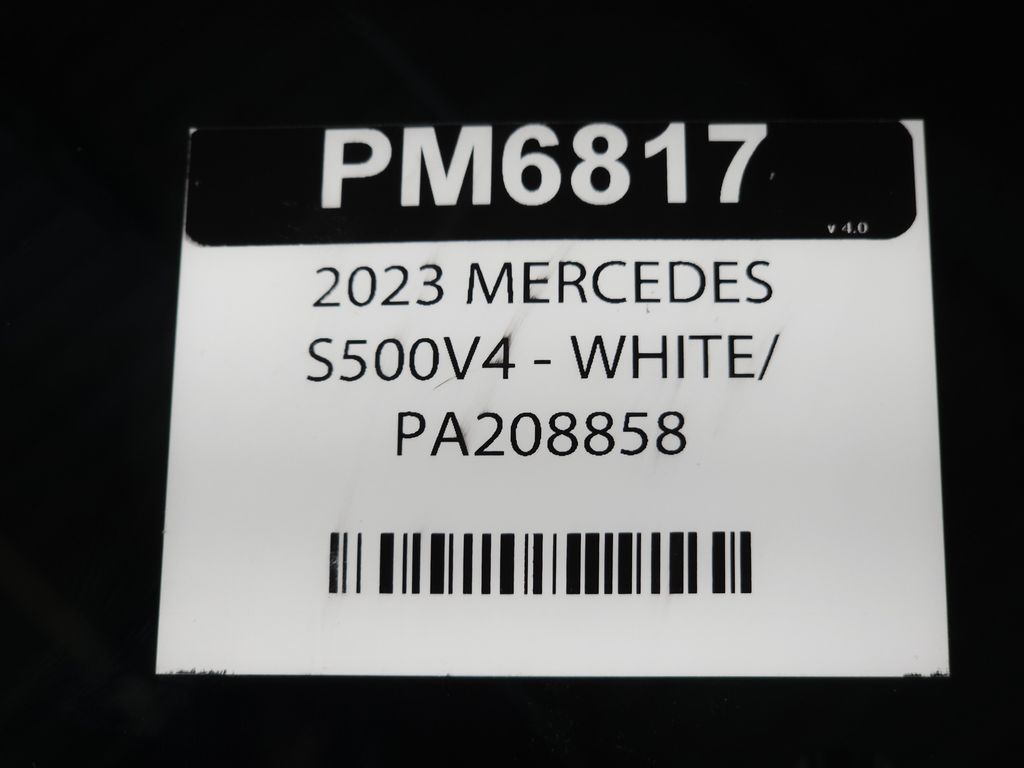 PM6817
v 4.0
2023 MERCEDES
S500V4 - WHITE/
PA208858